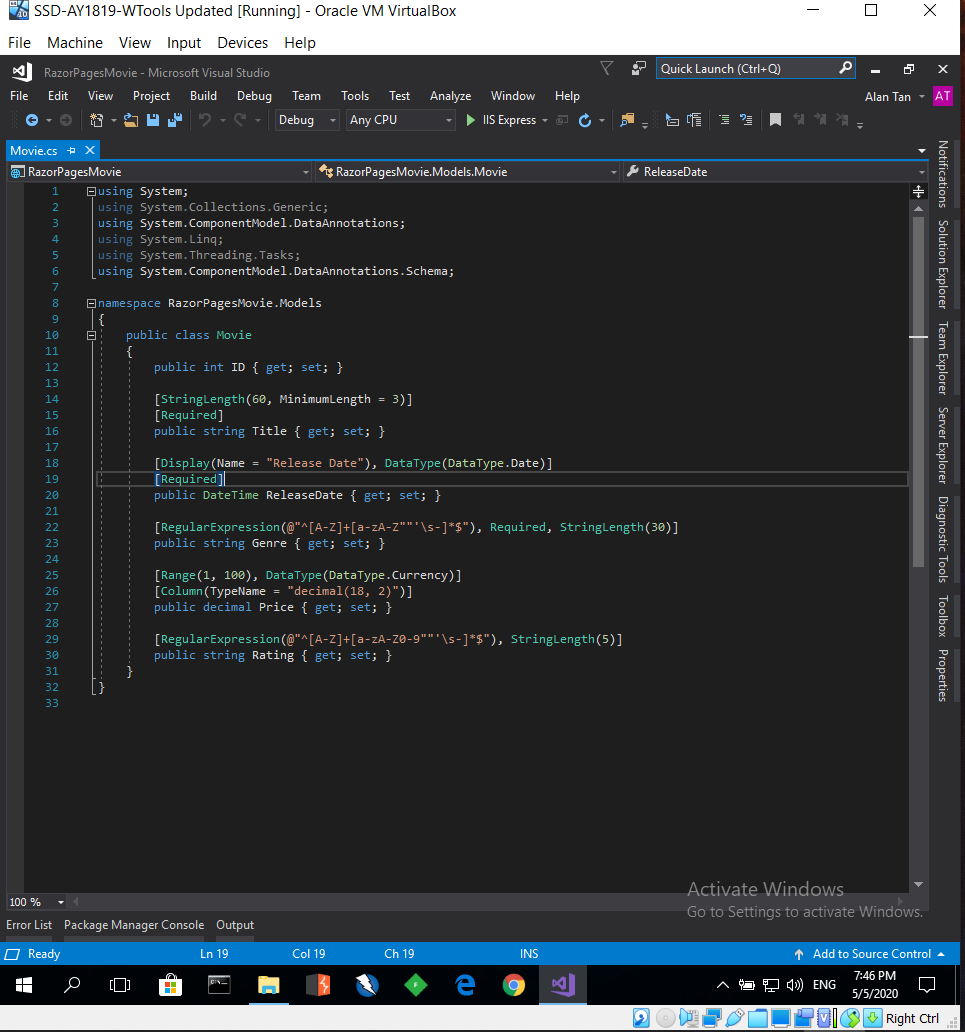 SSD-AY1819-WTools Updated [Running] - Oracle VM VirtualBox
File Machine View Input Devices Help
RazorPagesMovie - Microsoft Visual Studio
Quick Launch (Ctrl+Q)
File Edit View Project Build Debug Team Tools Test Analyze Window Help
Alan Tan AT
Debug Any CPU IIS Express
Movie.cs
RazorPagesMovie RazorPagesMovie.Models.Movie ReleaseDate
1 using System;
2 using System.Collections.Generic;
3 using System.ComponentModel.DataAnnotations;
4 using System.Linq;
5 using System.Threading.Tasks;
6 using System.ComponentModel.DataAnnotations.Schema;
7
8 namespace RazorPagesMovie.Models
9 {
10 public class Movie
11 {
12 public int ID { get; set; }
13
14 [StringLength(60, MinimumLength = 3)]
15 [Required]
16 public string Title { get; set; }
17
18 [Display(Name = "Release Date"), DataType(DataType.Date)]
19 [Required]
20 public DateTime ReleaseDate { get; set; }
21
22 [RegularExpression(@"^[A-Z]+[a-zA-Z""'\s-]*$"), Required, StringLength(30)]
23 public string Genre { get; set; }
24
25 [Range(1, 100), DataType(DataType.Currency)]
26 [Column(TypeName = "decimal(18, 2)")]
27 public decimal Price { get; set; }
28
29 [RegularExpression(@"^[A-Z]+[a-zA-Z0-9""'\s-]*$"), StringLength(5)]
30 public string Rating { get; set; }
31 }
32 }
33
Notifications
Solution Explorer
Team Explorer
Server Explorer
Diagnostic Tools
Toolbox
Properties
Activate Windows
Go to Settings to activate Windows.
100 %
Error List Package Manager Console Output
Ready Ln 19 Col 19 Ch 19 INS Add to Source Control
ENG
7:46 PM
5/5/2020
Right Ctrl